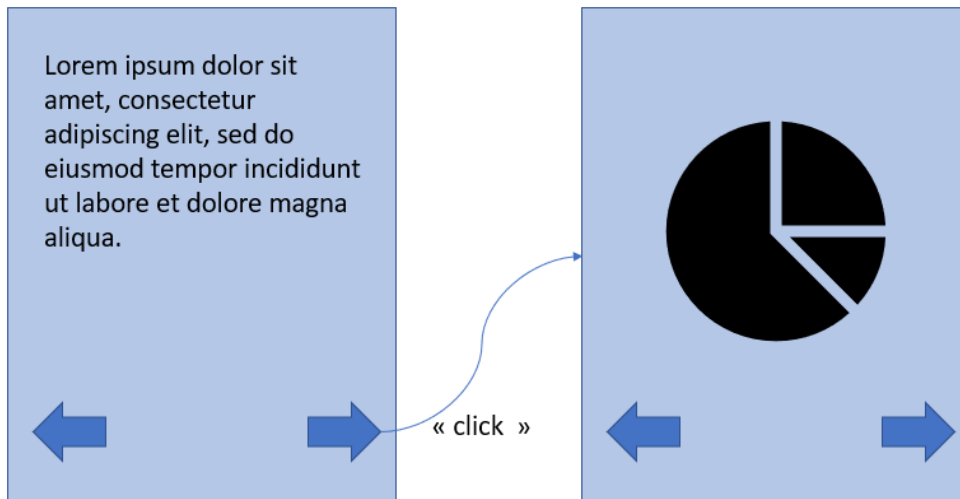 Lorem ipsum dolor sit
amet, consectetur
adipiscing elit, sed do
eiusmod tempor incididunt
ut labore et dolore magna
aliqua.
« click  »